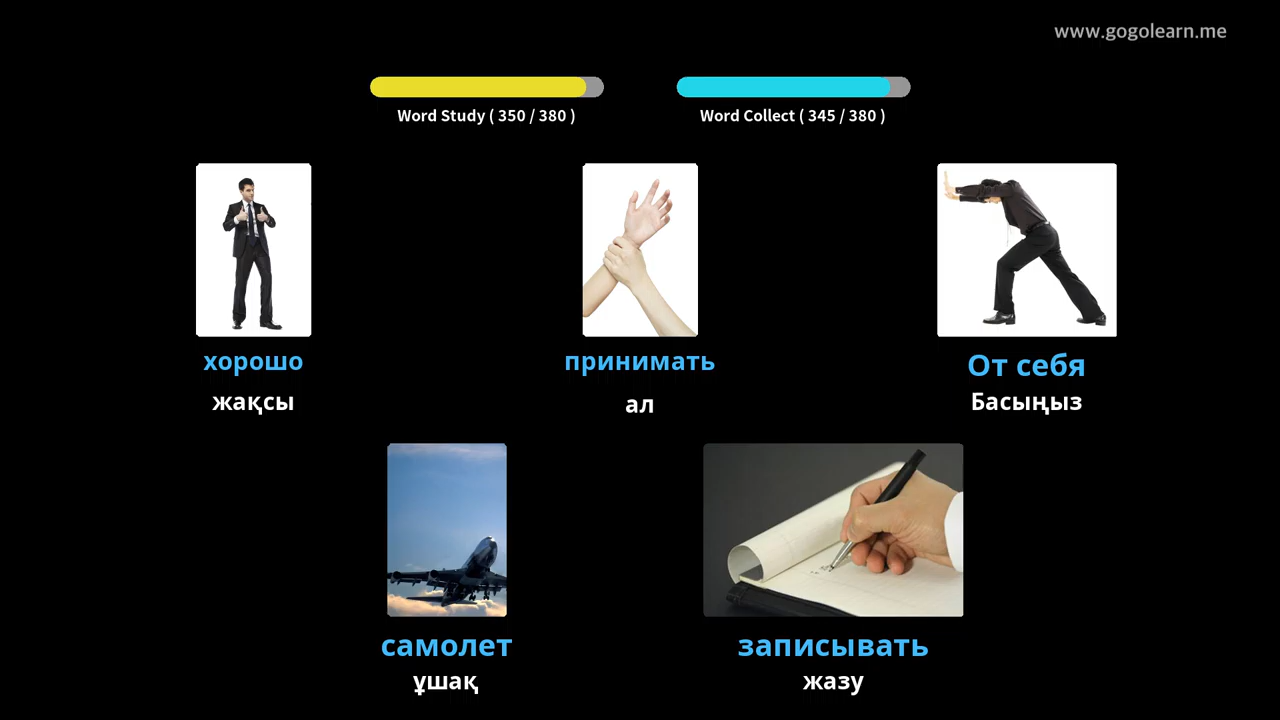 www.gogolearn.me
Word Study ( 350 / 380 )
Word Collect ( 345 / 380 )
хорошо
жақсы
принимать
ал
От себя
Басыңыз
самолет
ұшақ
записывать
жазу